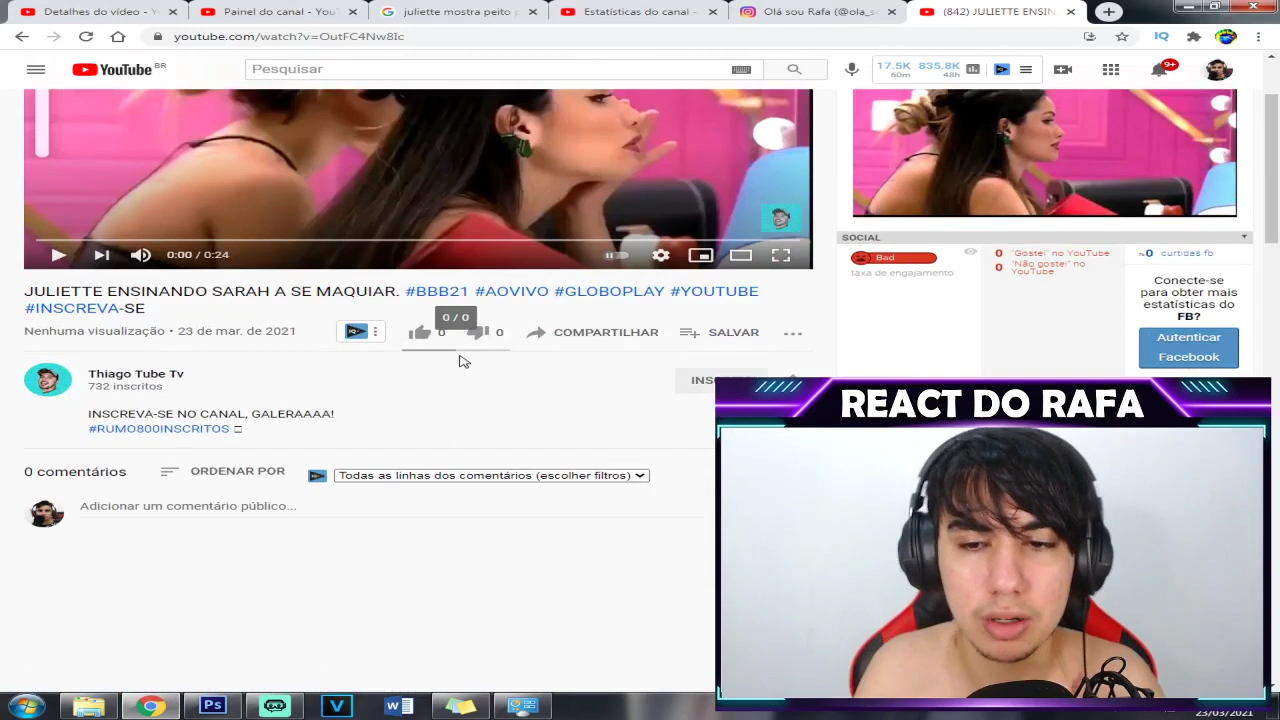 Detalhes do vídeo - Y
Painel do canal - You
juliette mo
Estatísticas do canal -
Olá sou Rafa (@ola_s
(842) JULIETTE ENSIN
youtube.com/watch?v=OutFC4Nw8Ic
IQ
YouTube BR
Pesquisar
17.5K 835.8K
60m 48h
9+
0:00 / 0:24
SOCIAL
Bad
taxa de engajamento
0 "Gostei" no YouTube
0 "Não gostei" no YouTube
0 curtidas fb
Conecte-se
para obter mais
estatísticas do
FB?
Autenticar
Facebook
JULIETTE ENSINANDO SARAH A SE MAQUIAR. #BBB21 #AOVIVO #GLOBOPLAY #YOUTUBE
#INSCREVA-SE
0 / 0
Nenhuma visualização • 23 de mar. de 2021
IQ
0
0
COMPARTILHAR
SALVAR
Thiago Tube Tv
732 inscritos
INSC
INSCREVA-SE NO CANAL, GALERAAAA!
#RUMO800INSCRITOS
0 comentários
ORDENAR POR
Todas as linhas dos comentários (escolher filtros)
Adicionar um comentário público...
REACT DO RAFA
Ps
V
W
23/03/2021